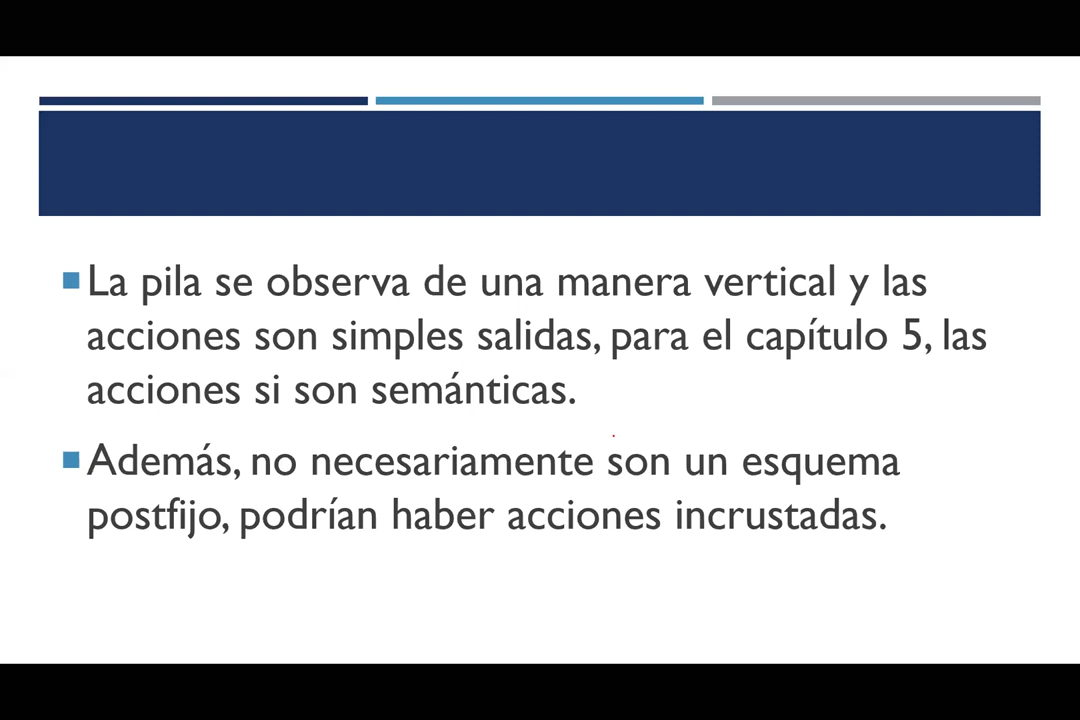 La pila se observa de una manera vertical y las
acciones son simples salidas, para el capítulo 5, las
acciones si son semánticas.
Además, no necesariamente son un esquema
postfijo, podrían haber acciones incrustadas.